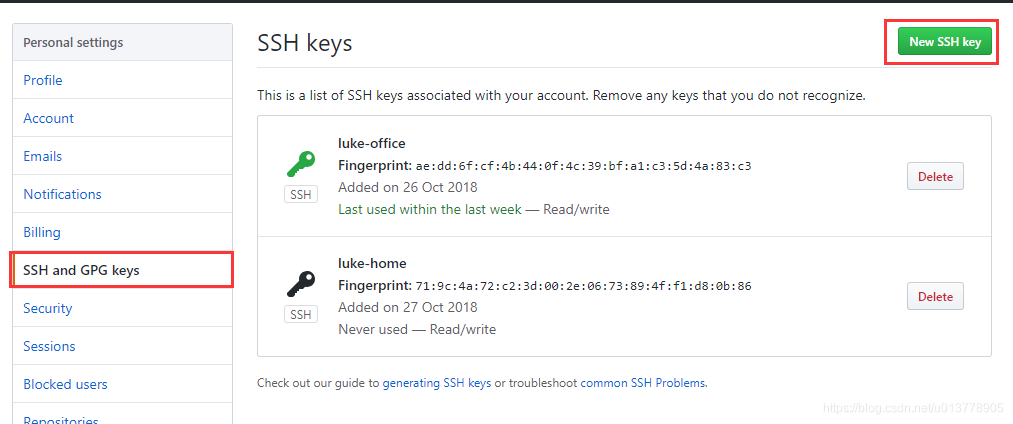 Personal settings
Profile
Account
Emails
Notifications
Billing
SSH and GPG keys
Security
Sessions
Blocked users
Repositories
SSH keys
New SSH key
This is a list of SSH keys associated with your account. Remove any keys that you do not recognize.
luke-office
Fingerprint: ae:dd:6f:cf:4b:44:0f:4c:39:bf:a1:c3:5d:4a:83:c3
Added on 26 Oct 2018
Last used within the last week — Read/write
SSH
Delete
luke-home
Fingerprint: 71:9c:4a:72:c2:3d:00:2e:06:73:89:4f:f1:d8:0b:86
Added on 27 Oct 2018
Never used — Read/write
SSH
Delete
Check out our guide to generating SSH keys or troubleshoot common SSH Problems.
https://blog.csdn.net/u013778905